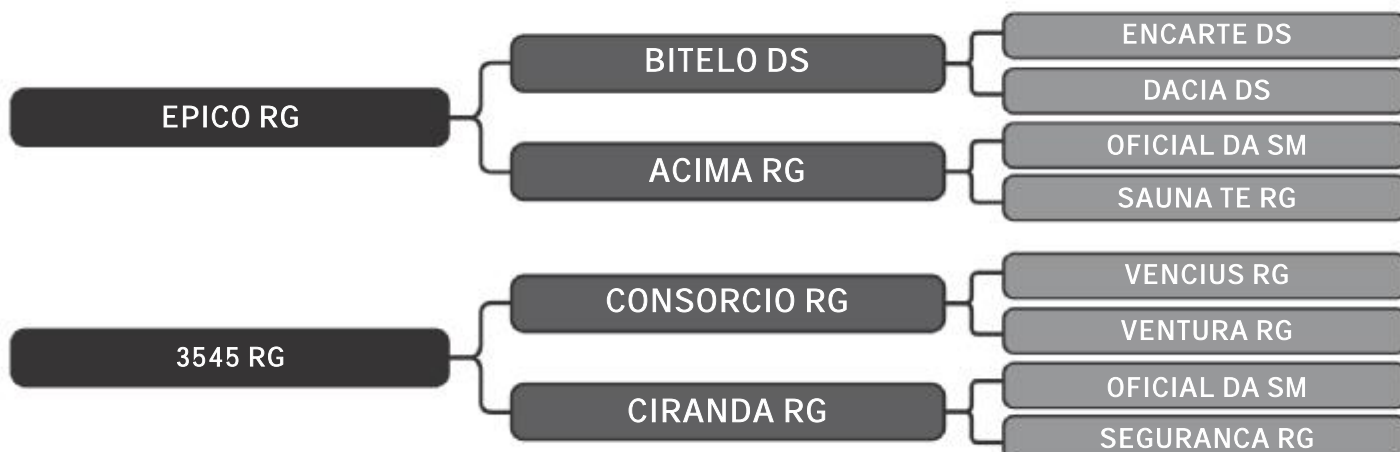 EPICO RG
BITELO DS
ENCARTE DS
DACIA DS
ACIMA RG
OFICIAL DA SM
SAUNA TE RG
3545 RG
CONSORCIO RG
VENCIUS RG
VENTURA RG
CIRANDA RG
OFICIAL DA SM
SEGURANCA RG